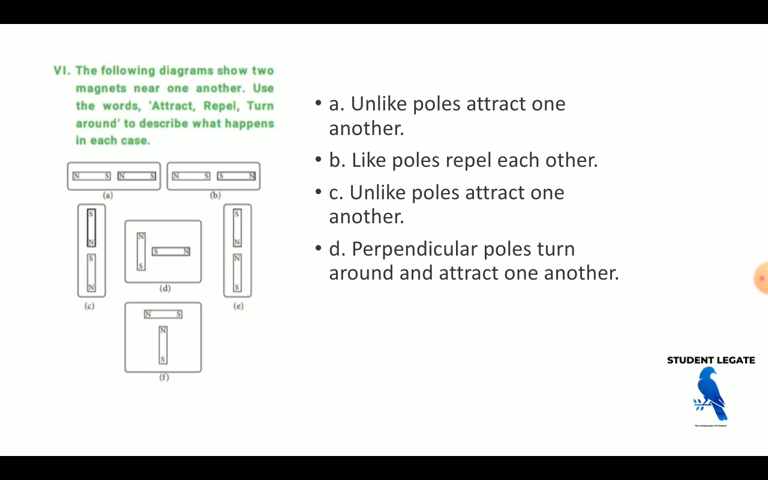 VI. The following diagrams show two
magnets near one another. Use
the words, 'Attract, Repel, Turn
around' to describe what happens
in each case.
N S N S
N S S N
(a)
(b)
S
N
S
N
(c)
N
S
S N
(d)
S
N
N
S
(e)
N S
N
S
(f)
• a. Unlike poles attract one
another.
• b. Like poles repel each other.
• c. Unlike poles attract one
another.
• d. Perpendicular poles turn
around and attract one another.
STUDENT LEGATE